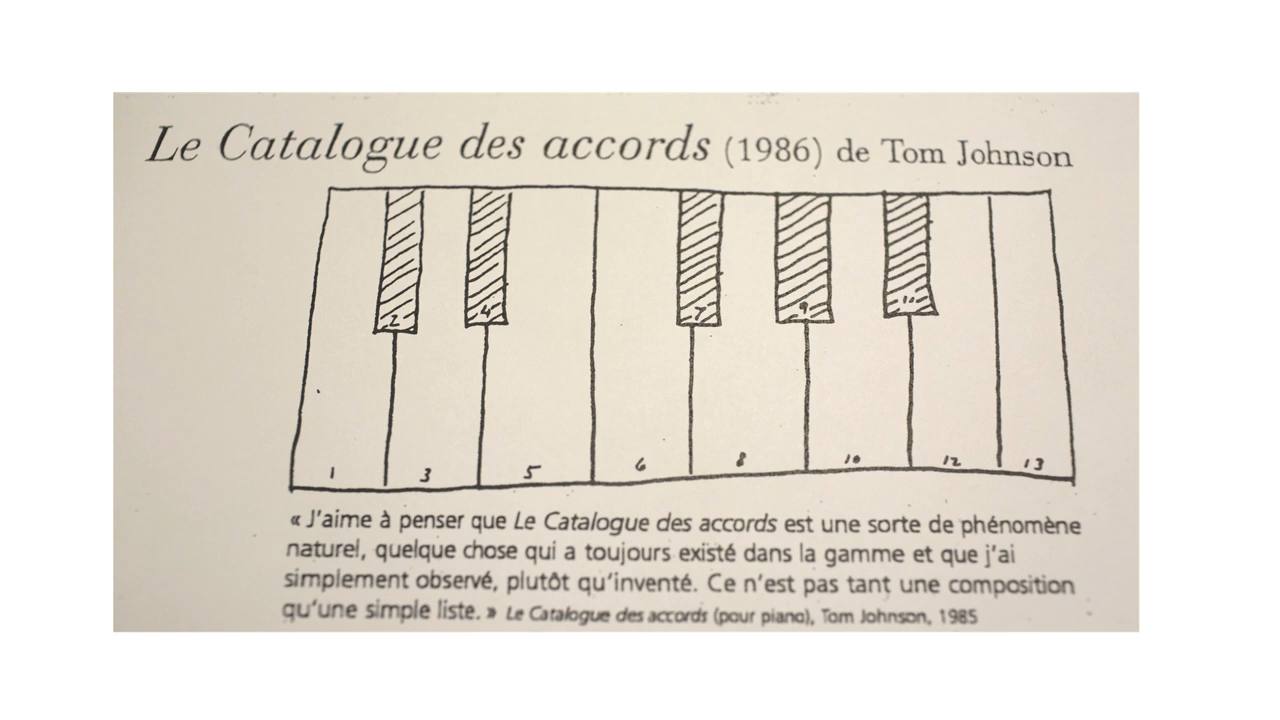 Le Catalogue des accords (1986) de Tom Johnson
2 4 7 9 11
1 3 5 6 8 10 12 13
« J'aime à penser que Le Catalogue des accords est une sorte de phénomène
naturel, quelque chose qui a toujours existé dans la gamme et que j'ai
simplement observé, plutôt qu'inventé. Ce n'est pas tant une composition
qu'une simple liste. » Le Catalogue des accords (pour piano), Tom Johnson, 1985